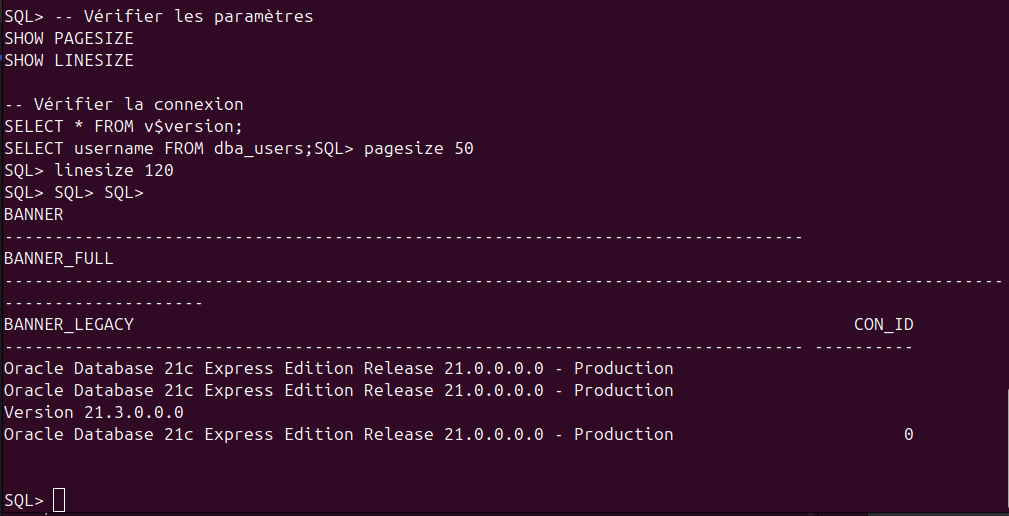 SQL> -- Vérifier les paramètres
SHOW PAGESIZE
SHOW LINESIZE
-- Vérifier la connexion
SELECT * FROM v$version;
SELECT username FROM dba_users;SQL> pagesize 50
SQL> linesize 120
SQL> SQL> SQL>
BANNER
--------------------------------------------------------------------------------
BANNER_FULL
----------------------------------------------------------------------------------------------------
--------------------
BANNER_LEGACY                                                                        CON_ID
-------------------------------------------------------------------------------- ----------
Oracle Database 21c Express Edition Release 21.0.0.0.0 - Production
Oracle Database 21c Express Edition Release 21.0.0.0.0 - Production
Version 21.3.0.0.0
Oracle Database 21c Express Edition Release 21.0.0.0.0 - Production                       0
SQL>